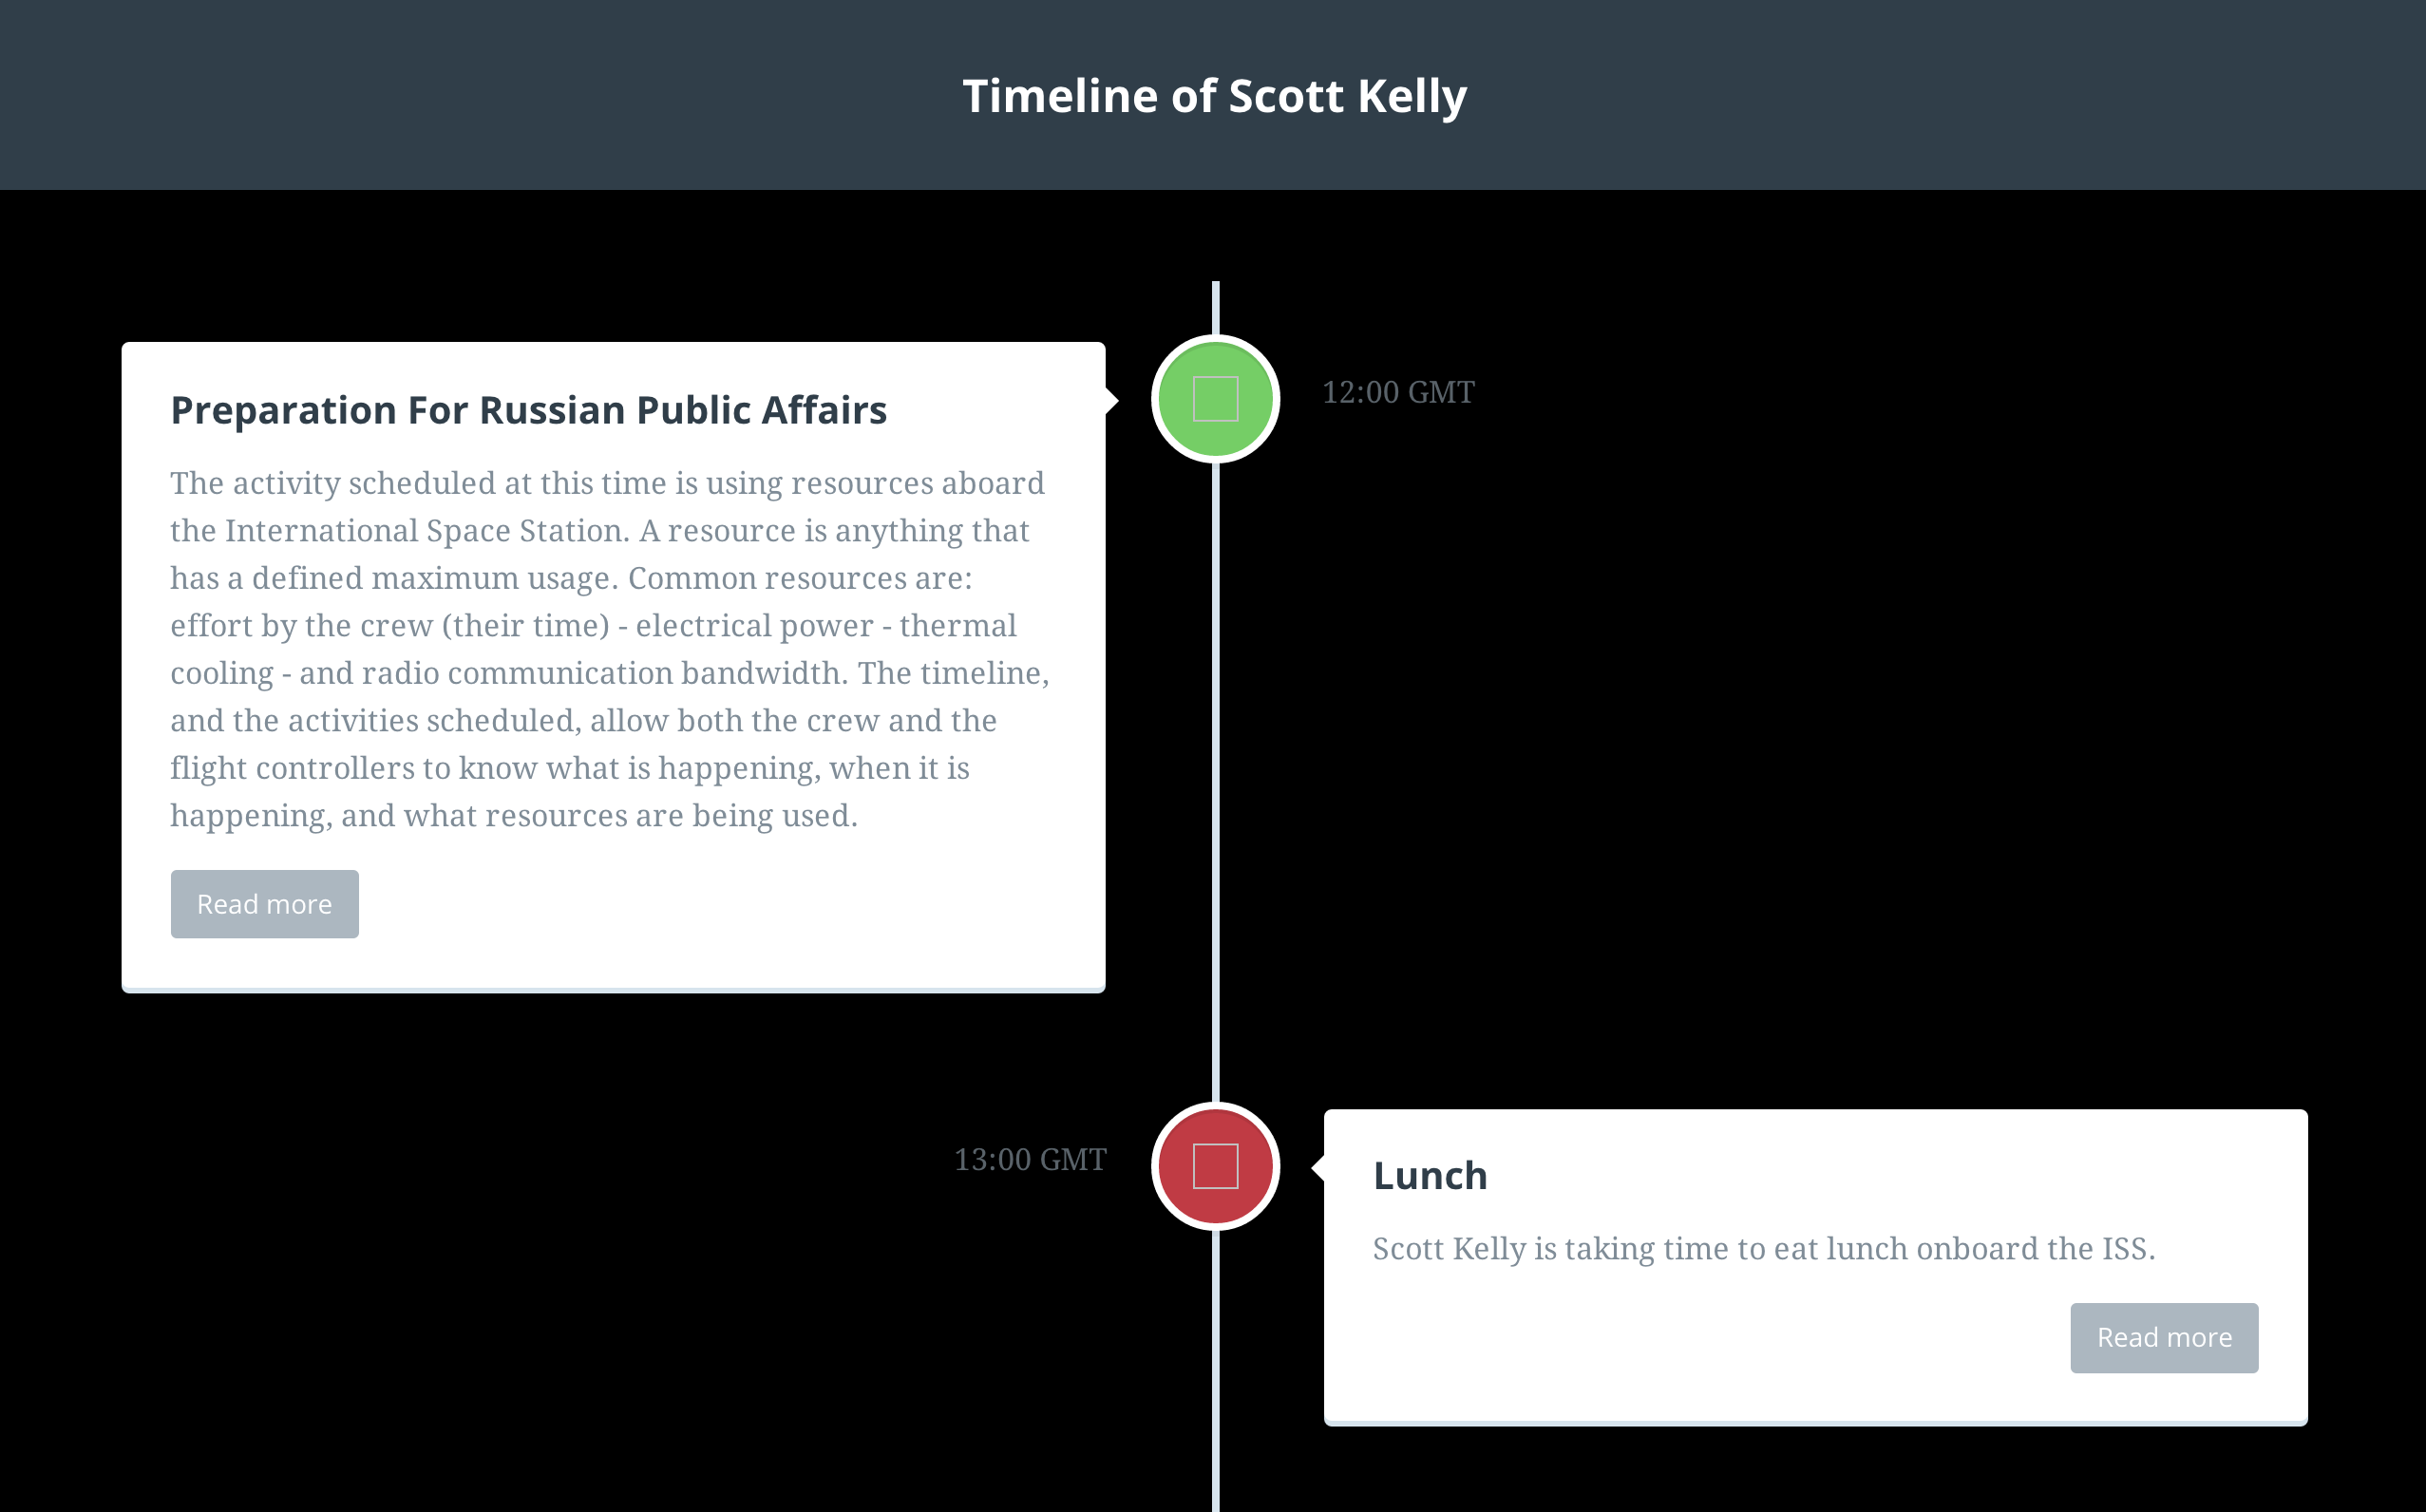 Timeline of Scott Kelly
Preparation For Russian Public Affairs
12:00 GMT
The activity scheduled at this time is using resources aboard
the International Space Station. A resource is anything that
has a defined maximum usage. Common resources are:
effort by the crew (their time) - electrical power - thermal
cooling - and radio communication bandwidth. The timeline,
and the activities scheduled, allow both the crew and the
flight controllers to know what is happening, when it is
happening, and what resources are being used.
Read more
13:00 GMT
Lunch
Scott Kelly is taking time to eat lunch onboard the ISS.
Read more